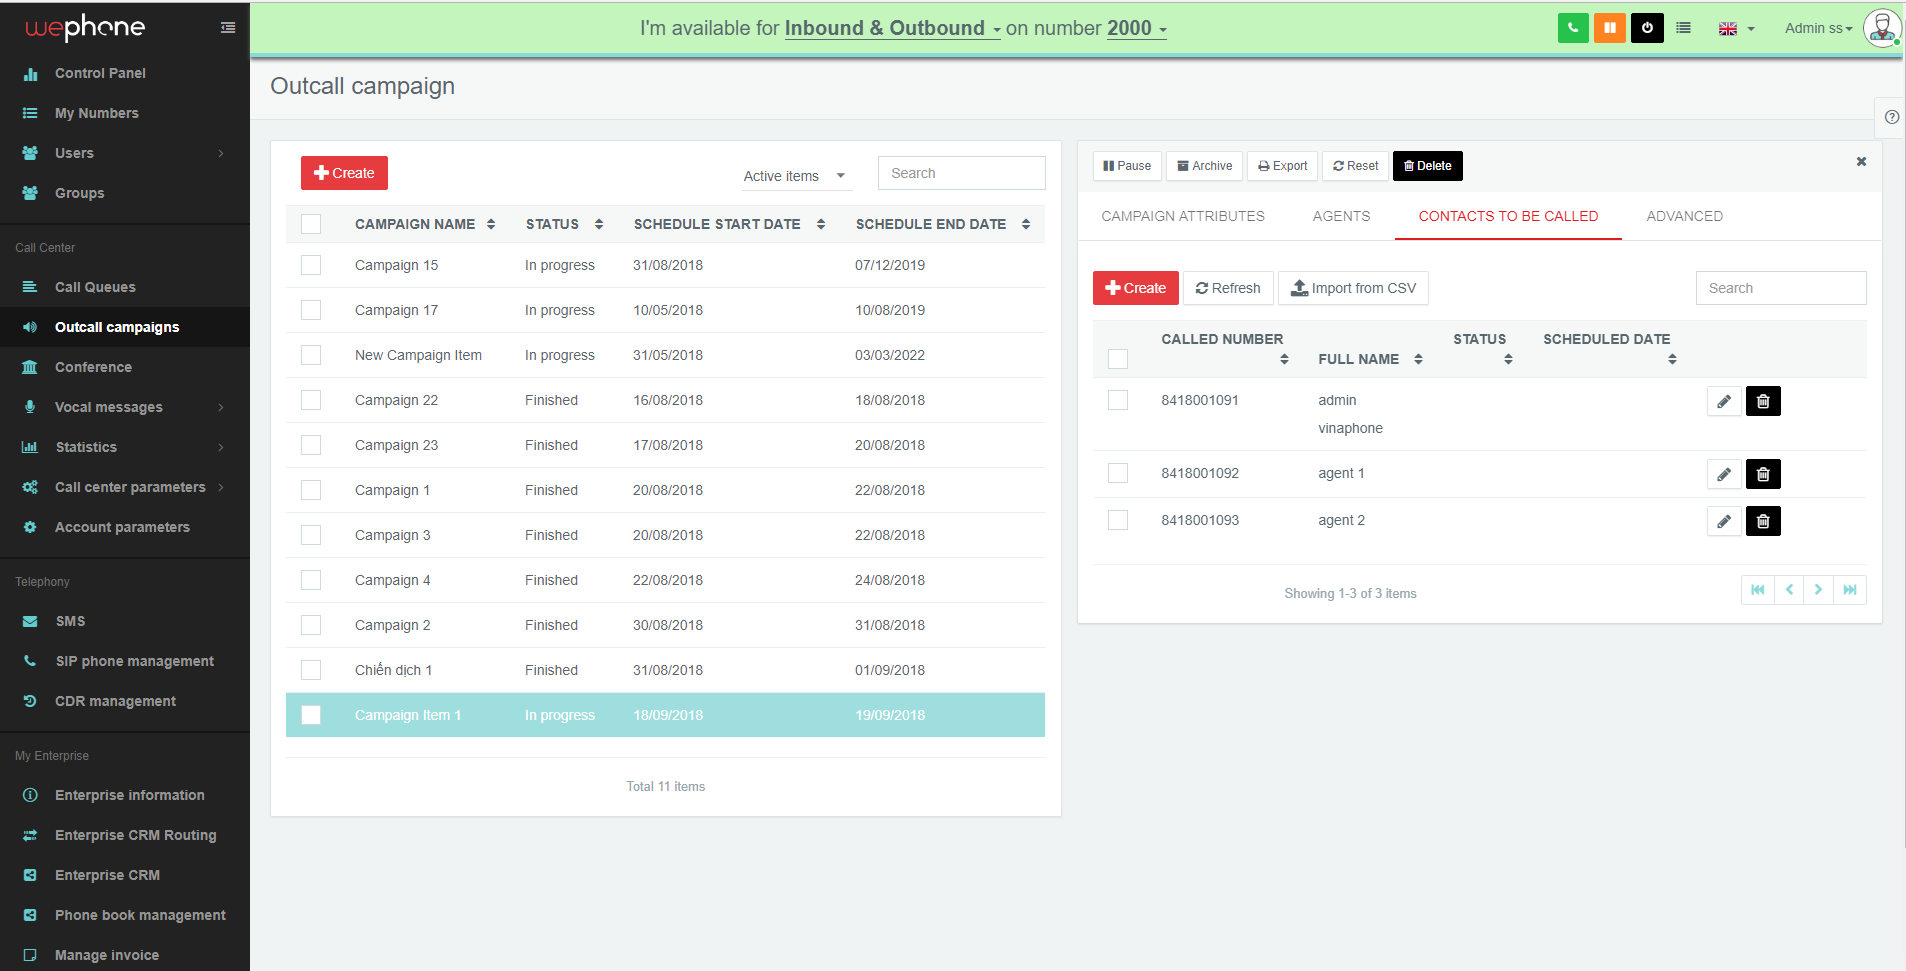 wephone
I'm available for Inbound & Outbound on number 2000
Admin ss
Control Panel
My Numbers
Users
Groups
Call Center
Call Queues
Outcall campaigns
Conference
Vocal messages
Statistics
Call center parameters
Account parameters
Telephony
SMS
SIP phone management
CDR management
My Enterprise
Enterprise information
Enterprise CRM Routing
Enterprise CRM
Phone book management
Manage invoice
Outcall campaign
Create
Active items
Search
CAMPAIGN NAME STATUS SCHEDULE START DATE SCHEDULE END DATE
Campaign 15 In progress 31/08/2018 07/12/2019
Campaign 17 In progress 10/05/2018 10/08/2019
New Campaign Item In progress 31/05/2018 03/03/2022
Campaign 22 Finished 16/08/2018 18/08/2018
Campaign 23 Finished 17/08/2018 20/08/2018
Campaign 1 Finished 20/08/2018 22/08/2018
Campaign 3 Finished 20/08/2018 22/08/2018
Campaign 4 Finished 22/08/2018 24/08/2018
Campaign 2 Finished 30/08/2018 31/08/2018
Chiến dịch 1 Finished 31/08/2018 01/09/2018
Campaign Item 1 In progress 18/09/2018 19/09/2018
Total 11 items
Pause Archive Export Reset Delete
CAMPAIGN ATTRIBUTES AGENTS CONTACTS TO BE CALLED ADVANCED
Create Refresh Import from CSV Search
CALLED NUMBER FULL NAME STATUS SCHEDULED DATE
8418001091 admin
vinaphone
8418001092 agent 1
8418001093 agent 2
Showing 1-3 of 3 items